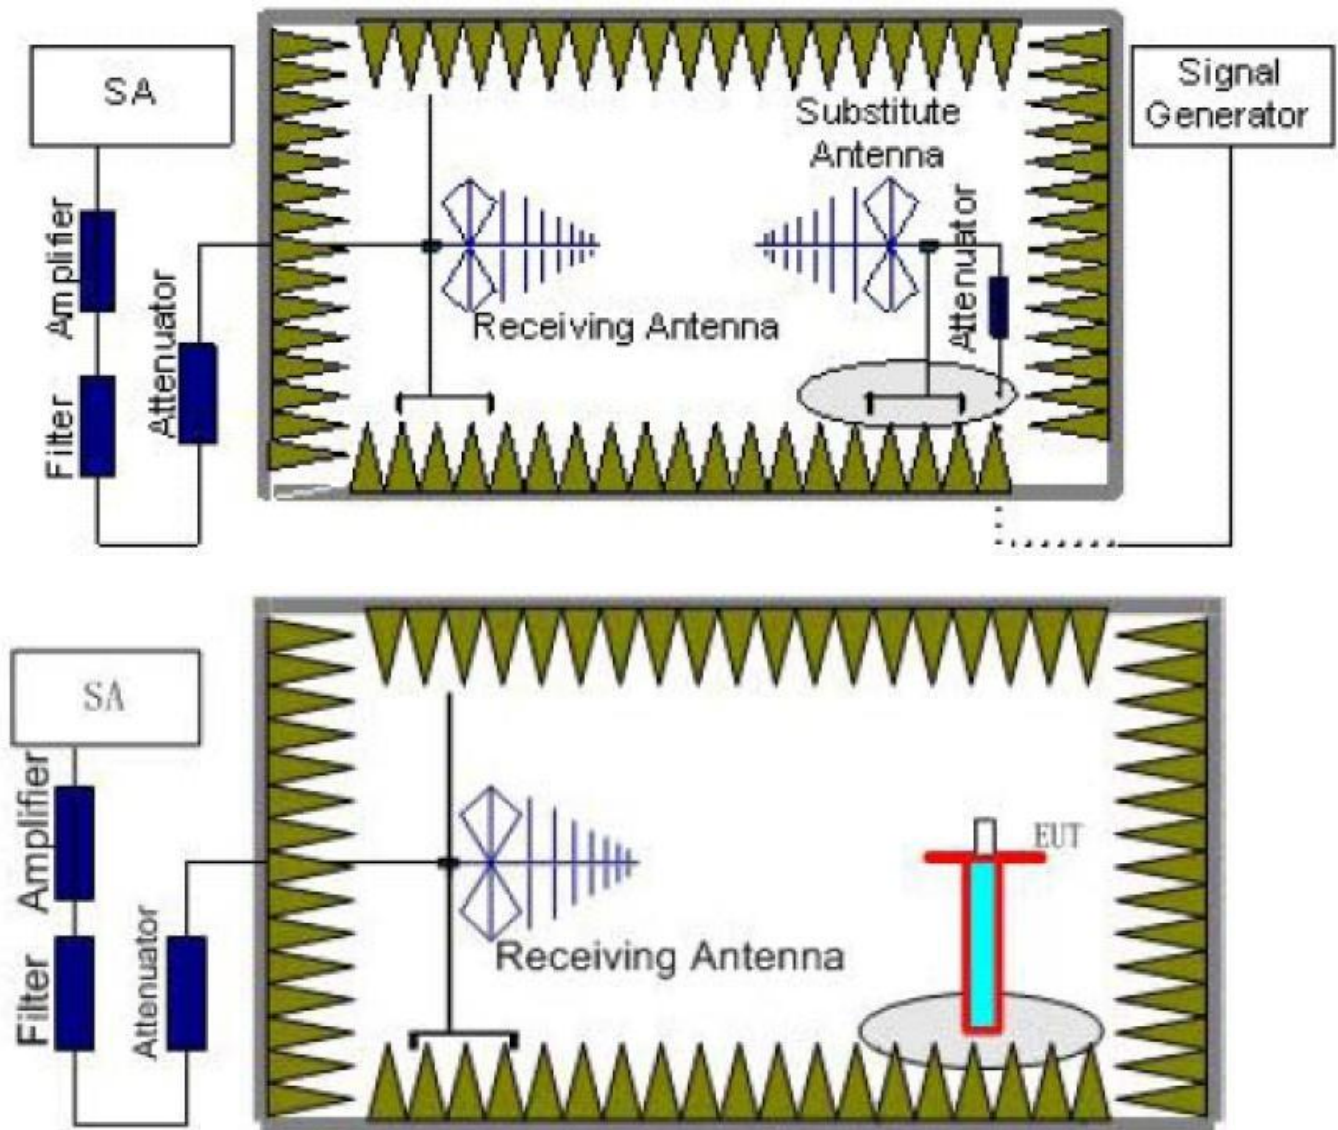 SA
Amplifier
Attenuator
Filter
Receiving Antenna
Substitute
Antenna
Attenuator
Signal
Generator
SA
Amplifier
Attenuator
Filter
Receiving Antenna
EUT